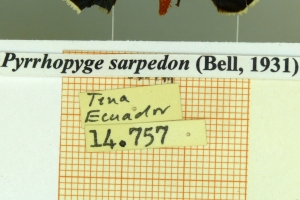 Pyrrhopyge sarpedon (Bell, 1931)
Tena
Ecuador
14.757